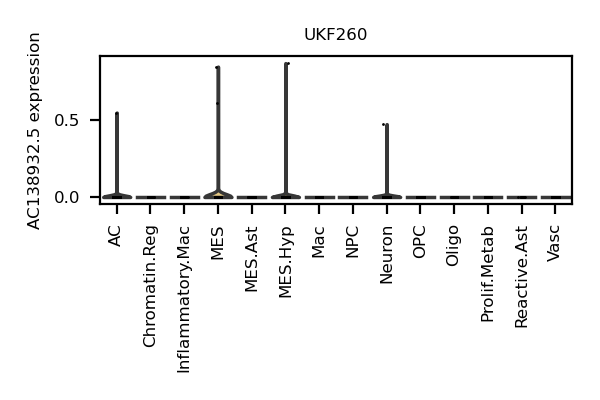 UKF260
AC138932.5 expression
0.5
0.0
AC
Chromatin.Reg
Inflammatory.Mac
MES
MES.Ast
MES.Hyp
Mac
NPC
Neuron
OPC
Oligo
Prolif.Metab
Reactive.Ast
Vasc